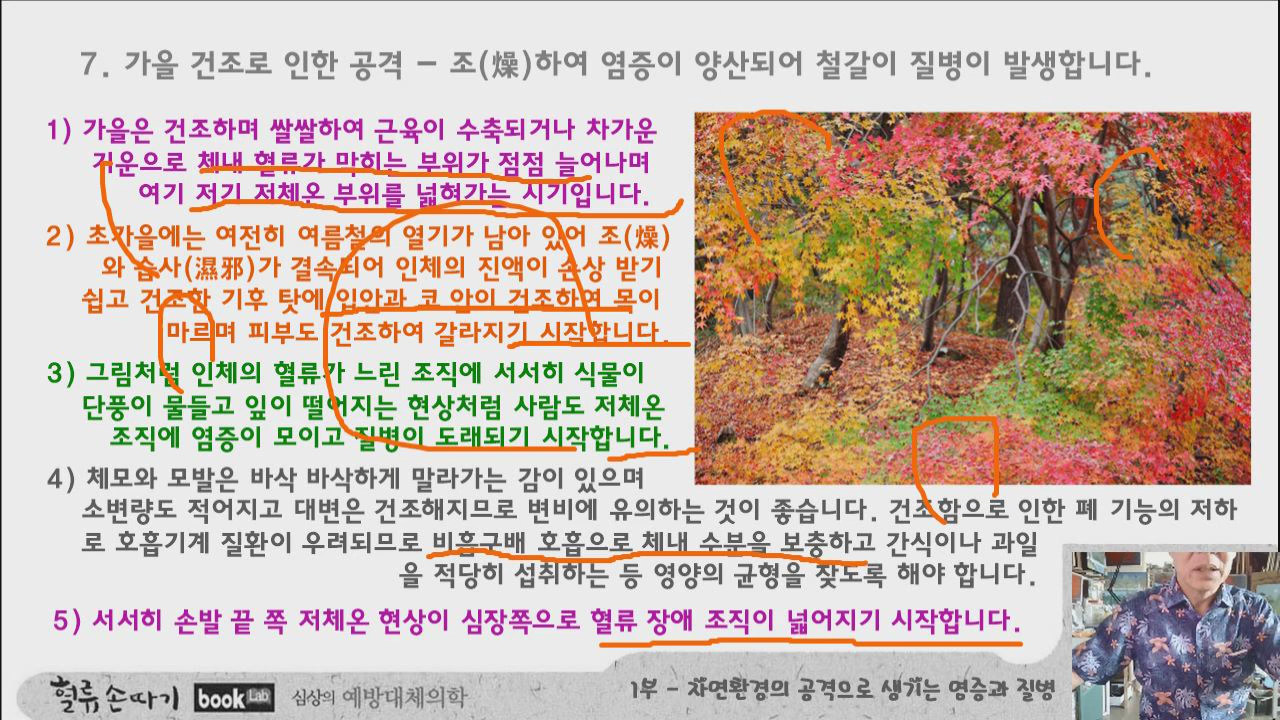 7. 가을 건조로 인한 공격 – 조(燥)하여 염증이 양산되어 철갈이 질병이 발생합니다.
1) 가을은 건조하며 쌀쌀하여 근육이 수축되거나 차가운
기운으로 체내 혈류가 막히는 부위가 점점 늘어나며
여기 저기 저체온 부위를 넓혀가는 시기입니다.
2) 초가을에는 여전히 여름철의 열기가 남아 있어 조(燥)
와 습사(濕邪)가 결속되어 인체의 진액이 손상 받기
쉽고 건조한 기후 탓에 입안과 코 안이 건조하여 목이
마르며 피부도 건조하여 갈라지기 시작합니다.
3) 그림처럼 인체의 혈류가 느린 조직에 서서히 식물이
단풍이 물들고 잎이 떨어지는 현상처럼 사람도 저체온
조직에 염증이 모이고 질병이 도래되기 시작합니다.
4) 체모와 모발은 바삭 바삭하게 말라가는 감이 있으며
소변량도 적어지고 대변은 건조해지므로 변비에 유의하는 것이 좋습니다. 건조함으로 인한 폐 기능의 저하
로 호흡기계 질환이 우려되므로 비흡구배 호흡으로 체내 수분을 보충하고 간식이나 과일
을 적당히 섭취하는 등 영양의 균형을 잦도록 해야 합니다.
5) 서서히 손발 끝 쪽 저체온 현상이 심장쪽으로 혈류 장애 조직이 넓어지기 시작합니다.
혈류 손따기 book Lab 심상의 예방대체의학
1부 – 자연환경의 공격으로 생기는 염증과 질병